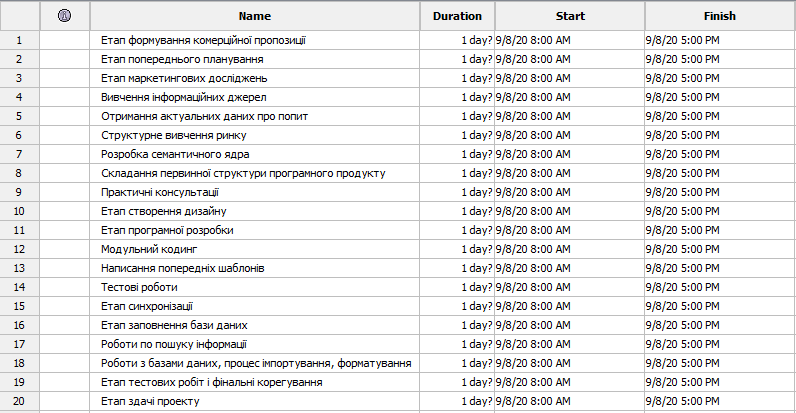 Name Duration Start Finish
1 Етап формування комерційної пропозиції 1 day? 9/8/20 8:00 AM 9/8/20 5:00 PM
2 Етап попереднього планування 1 day? 9/8/20 8:00 AM 9/8/20 5:00 PM
3 Етап маркетингових досліджень 1 day? 9/8/20 8:00 AM 9/8/20 5:00 PM
4 Вивчення інформаційних джерел 1 day? 9/8/20 8:00 AM 9/8/20 5:00 PM
5 Отримання актуальних даних про попит 1 day? 9/8/20 8:00 AM 9/8/20 5:00 PM
6 Структурне вивчення ринку 1 day? 9/8/20 8:00 AM 9/8/20 5:00 PM
7 Розробка семантичного ядра 1 day? 9/8/20 8:00 AM 9/8/20 5:00 PM
8 Складання первинної структури програмного продукту 1 day? 9/8/20 8:00 AM 9/8/20 5:00 PM
9 Практичні консультації 1 day? 9/8/20 8:00 AM 9/8/20 5:00 PM
10 Етап створення дизайну 1 day? 9/8/20 8:00 AM 9/8/20 5:00 PM
11 Етап програмної розробки 1 day? 9/8/20 8:00 AM 9/8/20 5:00 PM
12 Модульний кодинг 1 day? 9/8/20 8:00 AM 9/8/20 5:00 PM
13 Написання попередніх шаблонів 1 day? 9/8/20 8:00 AM 9/8/20 5:00 PM
14 Тестові роботи 1 day? 9/8/20 8:00 AM 9/8/20 5:00 PM
15 Етап синхронізації 1 day? 9/8/20 8:00 AM 9/8/20 5:00 PM
16 Етап заповнення бази даних 1 day? 9/8/20 8:00 AM 9/8/20 5:00 PM
17 Роботи по пошуку інформації 1 day? 9/8/20 8:00 AM 9/8/20 5:00 PM
18 Роботи з базами даних, процес імпортування, форматування 1 day? 9/8/20 8:00 AM 9/8/20 5:00 PM
19 Етап тестових робіт і фінальні корегування 1 day? 9/8/20 8:00 AM 9/8/20 5:00 PM
20 Етап здачі проекту 1 day? 9/8/20 8:00 AM 9/8/20 5:00 PM